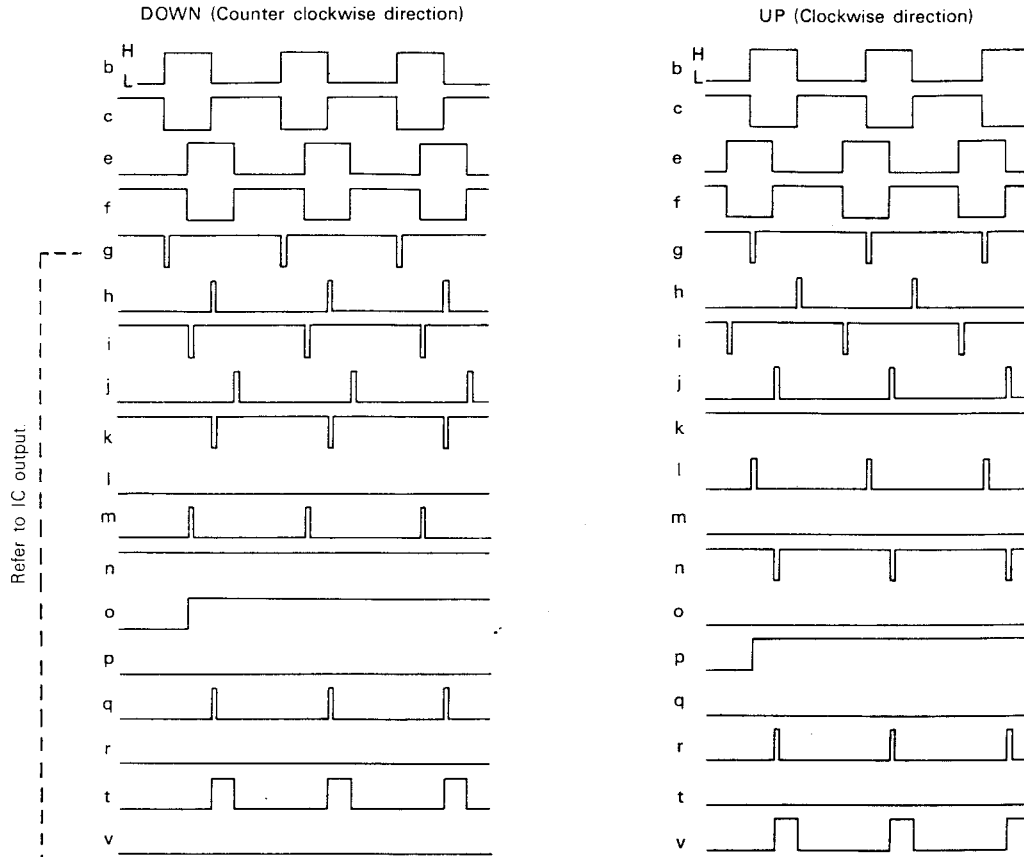 DOWN (Counter clockwise direction)
H
b
L
c
e
f
g
h
i
j
k
l
m
n
o
p
q
r
t
v
Refer to IC output.
UP (Clockwise direction)
H
b
L
c
e
f
g
h
i
j
k
l
m
n
o
p
q
r
t
v